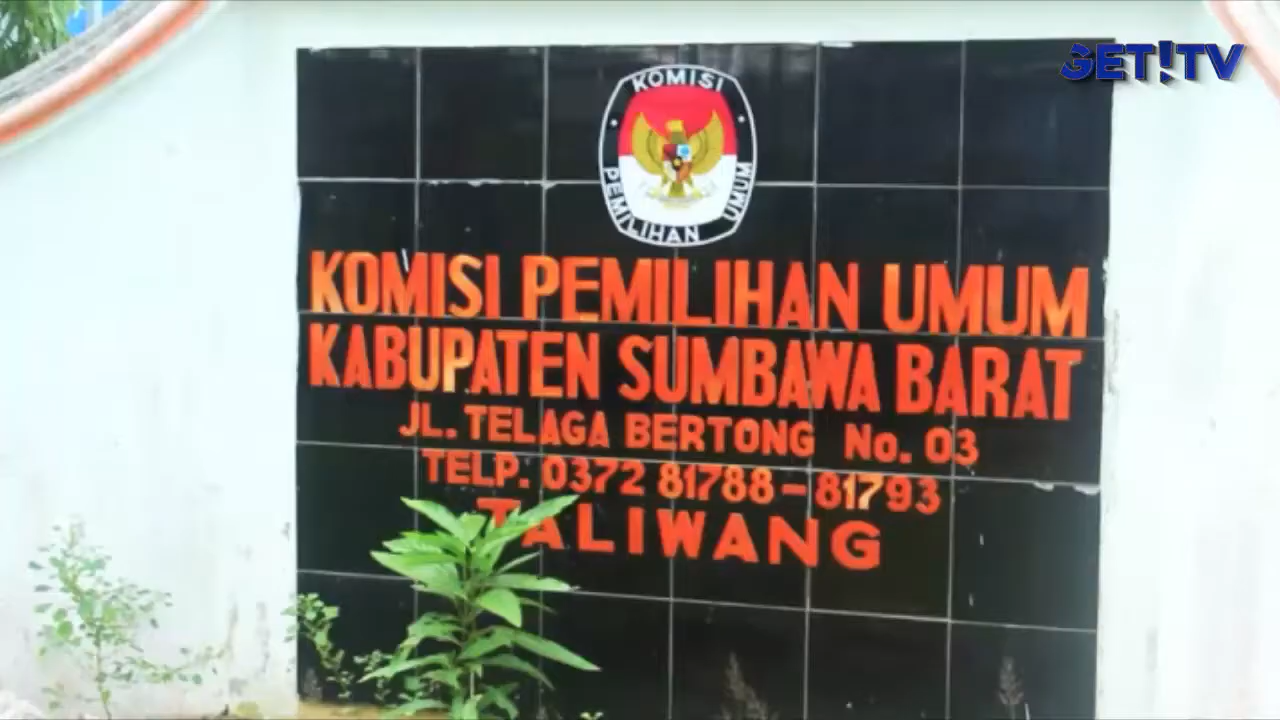 GET!TV
KOMISI
PEMILIHAN UMUM
KOMISI PEMILIHAN UMUM
KABUPATEN SUMBAWA BARAT
JL. TELAGA BERTONG No. 03
TELP. 0372 81788 - 81793
TALIWANG